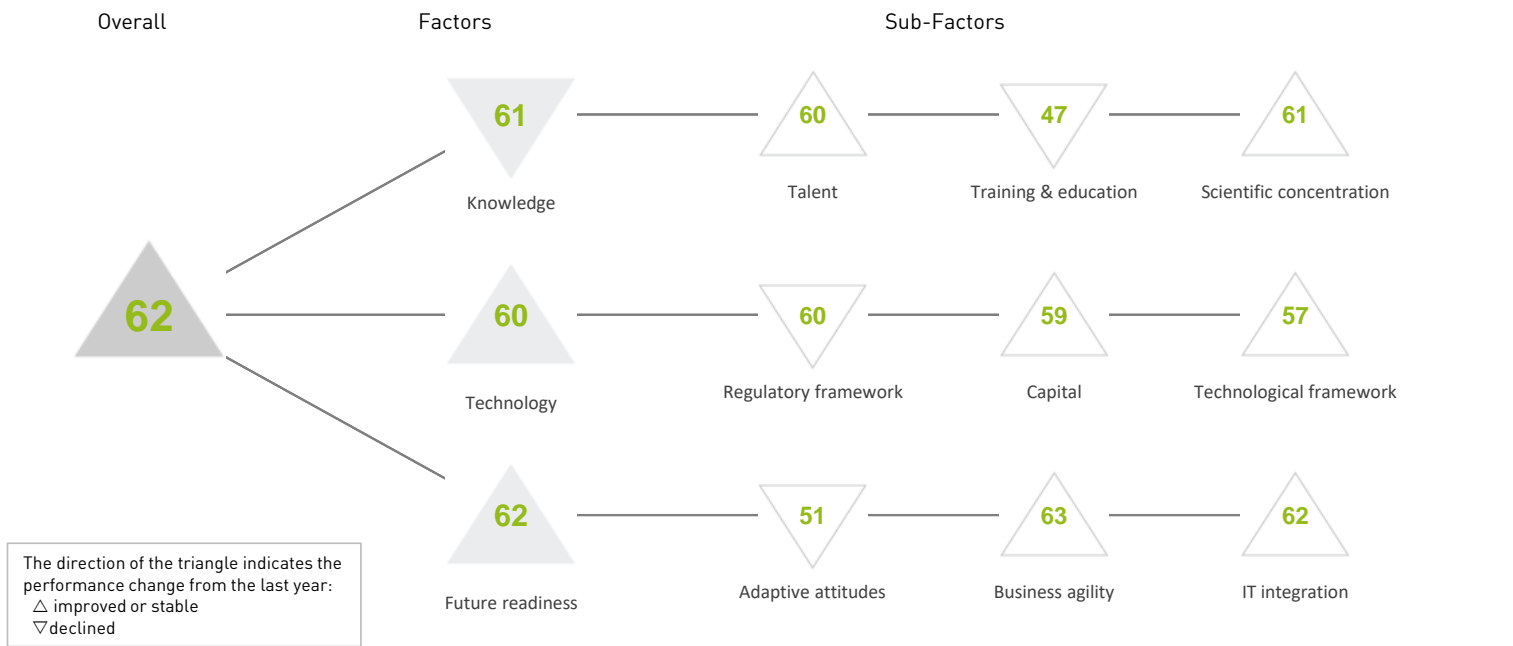 Overall
Factors
Sub-Factors
61
60
47
61
Knowledge
Talent
Training & education
Scientific concentration
62
60
60
59
57
Technology
Regulatory framework
Capital
Technological framework
62
51
63
62
Future readiness
Adaptive attitudes
Business agility
IT integration
The direction of the triangle indicates the
performance change from the last year:
△ improved or stable
▽declined